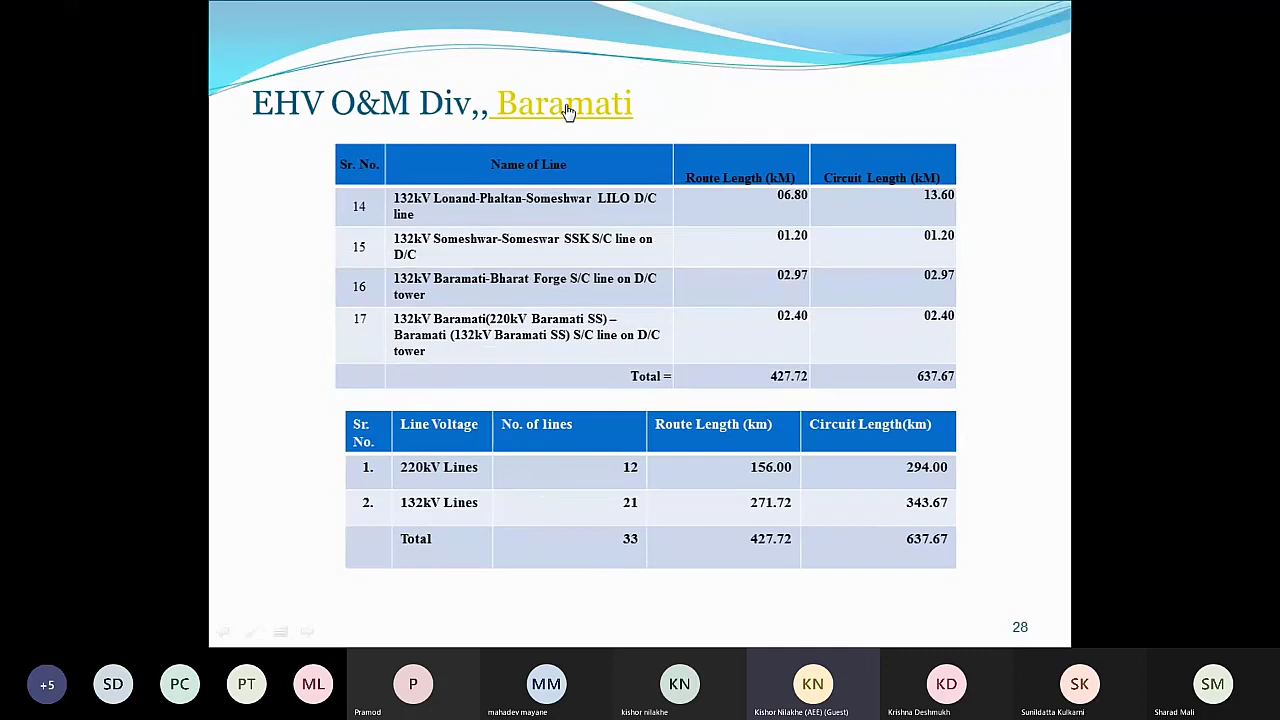 EHV O&M Div,, Baramati
Sr. No. Name of Line Route Length (kM) Circuit Length (kM)
14 132kV Lonand-Phaltan-Someshwar LILO D/C 06.80 13.60
line
15 132kV Someshwar-Someswar SSK S/C line on 01.20 01.20
D/C
16 132kV Baramati-Bharat Forge S/C line on D/C 02.97 02.97
tower
17 132kV Baramati(220kV Baramati SS) – 02.40 02.40
Baramati (132kV Baramati SS) S/C line on D/C
tower
Total = 427.72 637.67
Sr. Line Voltage No. of lines Route Length (km) Circuit Length(km)
No.
1. 220kV Lines 12 156.00 294.00
2. 132kV Lines 21 271.72 343.67
Total 33 427.72 637.67
28
+5 SD PC PT ML P MM KN KN KD SK SM
Pramod mahadev mayane kishor nilakhe Kishor Nilakhe (AEE) (Guest) Krishna Deshmukh Sunildatta Kulkarni Sharad Mali